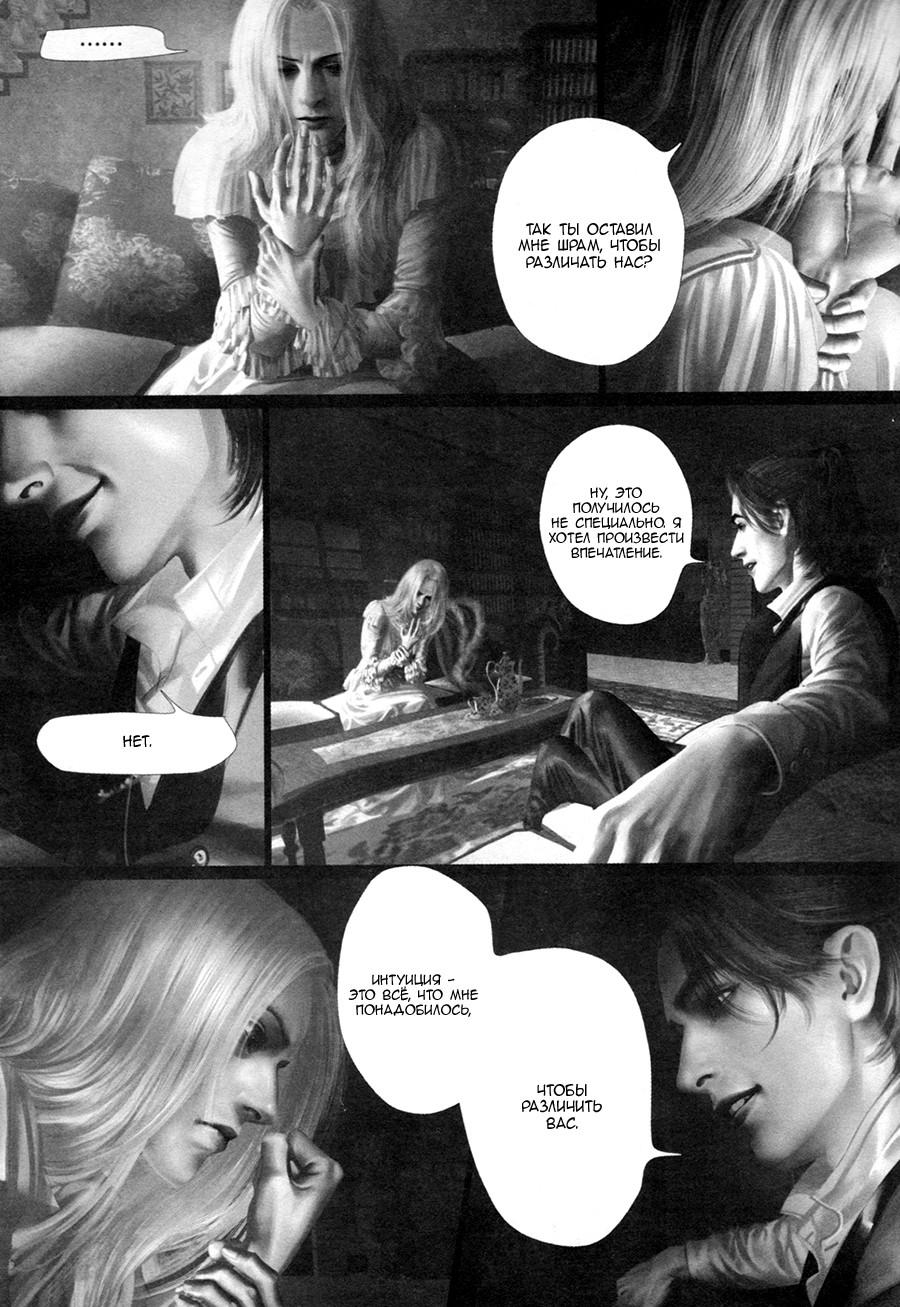 ......
ТАК ТЫ ОСТАВИЛ
МНЕ ШРАМ, ЧТОБЫ
РАЗЛИЧАТЬ НАС?
НУ, ЭТО
ПОЛУЧИЛОСЬ
НЕ СПЕЦИАЛЬНО. Я
ХОТЕЛ ПРОИЗВЕСТИ
ВПЕЧАТЛЕНИЕ.
НЕТ.
ИНТУИЦИЯ -
ЭТО ВСЁ, ЧТО МНЕ
ПОНАДОБИЛОСЬ,
ЧТОБЫ
РАЗЛИЧИТЬ
ВАС.